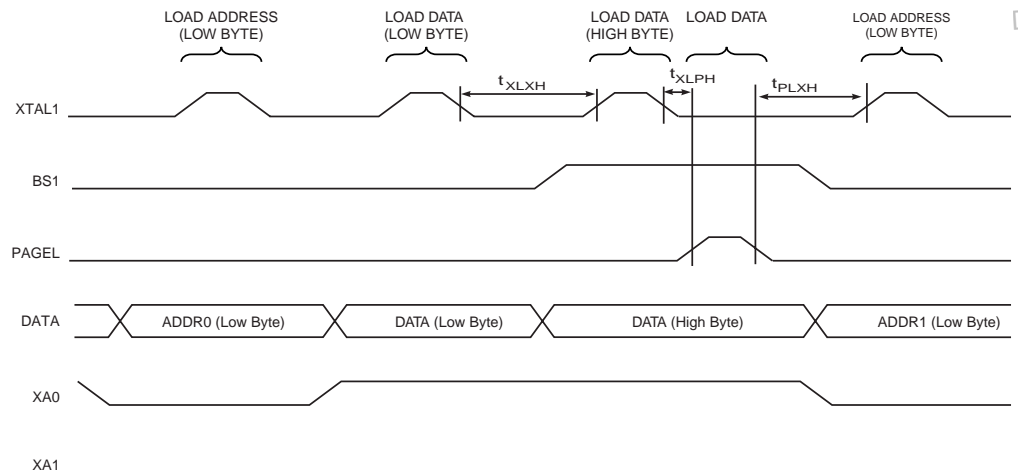 LOAD ADDRESS
(LOW BYTE)
LOAD DATA
(LOW BYTE)
LOAD DATA
(HIGH BYTE)
LOAD DATA
LOAD ADDRESS
(LOW BYTE)
tXLXH
tXLPH
tPLXH
XTAL1
BS1
PAGEL
DATA
ADDR0 (Low Byte)
DATA (Low Byte)
DATA (High Byte)
ADDR1 (Low Byte)
XA0
XA1